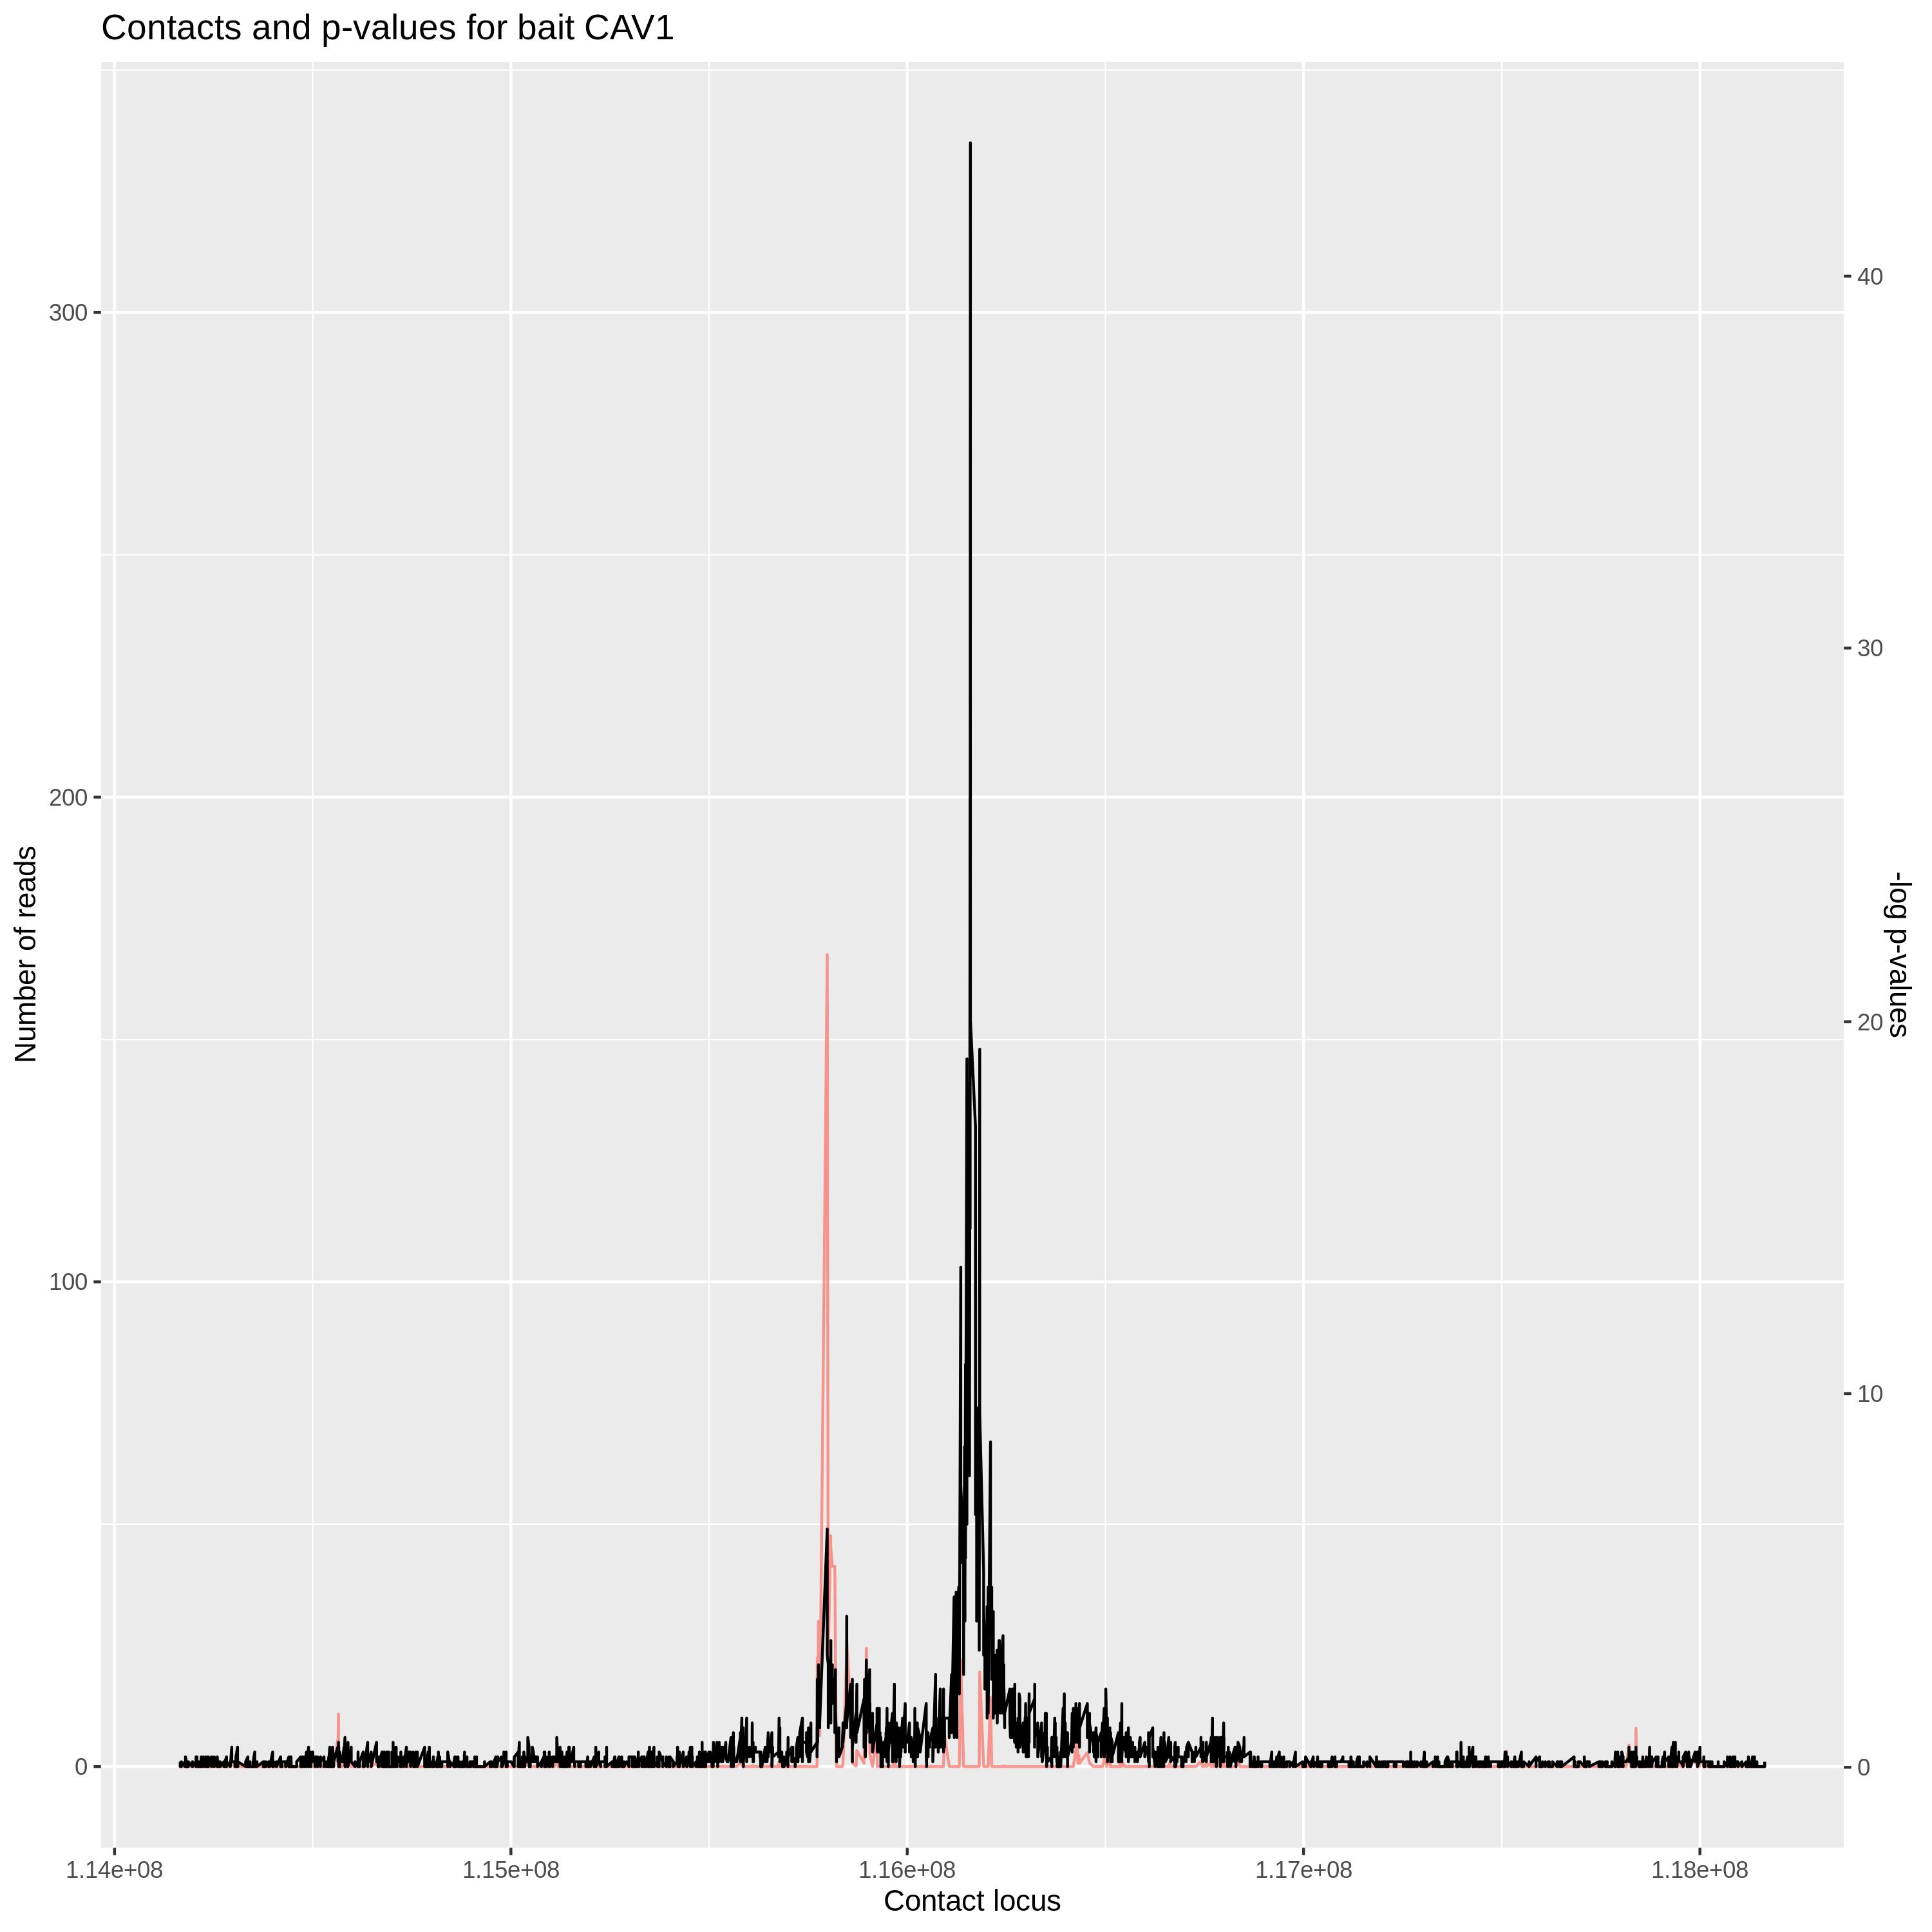 Contacts and p-values for bait CAV1
300
200
100
0
Number of reads
40
30
20
10
0
-log p-values
1.14e+08
1.15e+08
1.16e+08
1.17e+08
1.18e+08
Contact locus